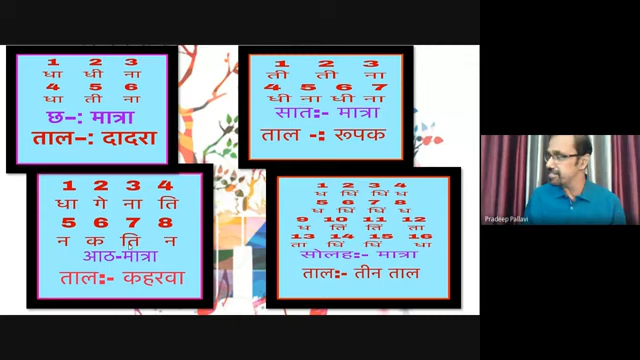 1 2 3
धा धी ना
4 5 6
धा ती ना
छ–: मात्रा
ताल–: दादरा
1 2 3
ती ती ना
4 5 6 7
धी ना धी ना
सात:- मात्रा
ताल -: रूपक
1 2 3 4
धा गे ना ति
5 6 7 8
न क ति न
आठ-मात्रा
ताल:- कहरवा
1 2 3 4
ध धिं धिं ध
5 6 7 8
ध धिं धिं ध
9 10 11 12
ध तिं तिं ता
13 14 15 16
ता धिं धिं धा
सोलह:- मात्रा
ताल:- तीन ताल
Pradeep Pallavi